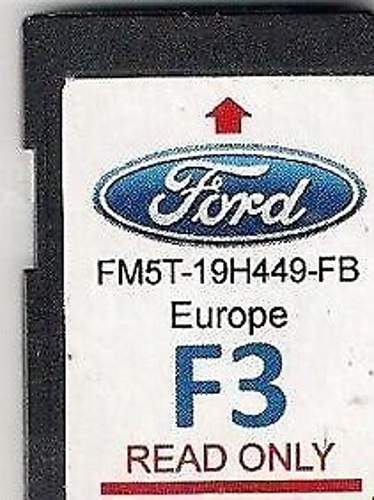 Ford
FM5T-19H449-FB
Europe
F3
READ ONLY